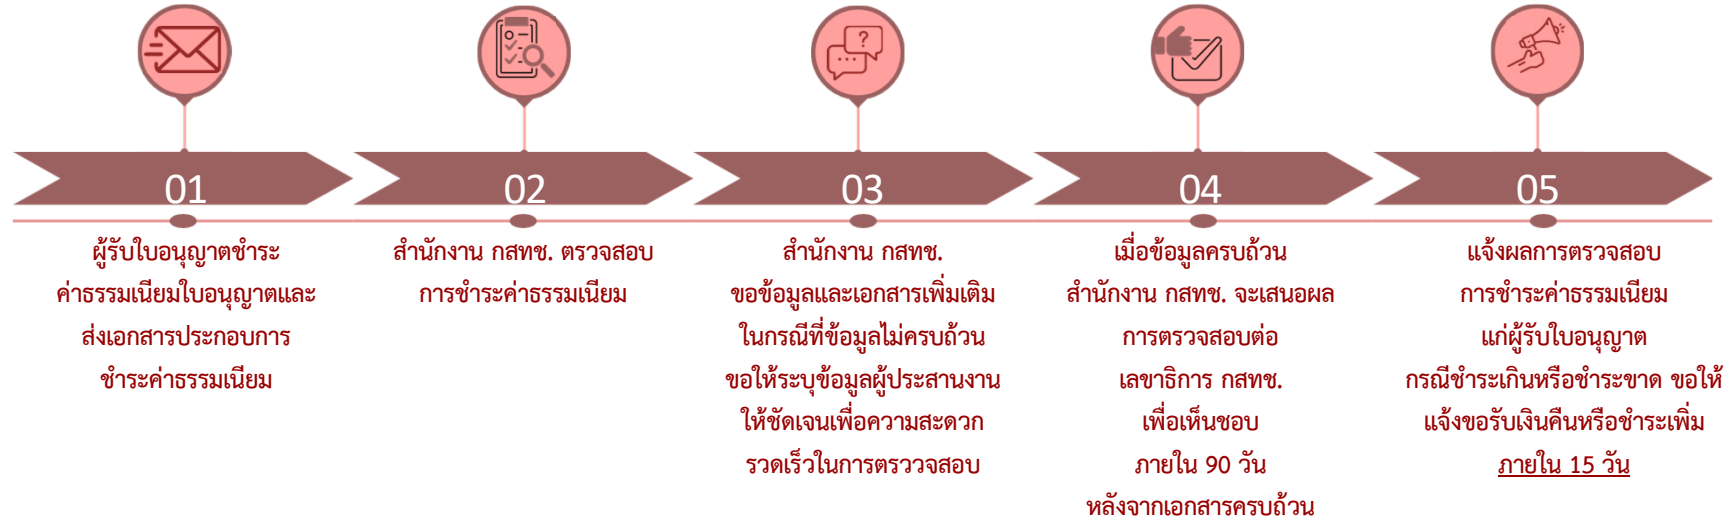 01
ผู้รับใบอนุญาตชำระ
ค่าธรรมเนียมใบอนุญาตและ
ส่งเอกสารประกอบการ
ชำระค่าธรรมเนียม
02
สำนักงาน กสทช. ตรวจสอบ
การชำระค่าธรรมเนียม
03
สำนักงาน กสทช.
ขอข้อมูลและเอกสารเพิ่มเติม
ในกรณีที่ข้อมูลไม่ครบถ้วน
ขอให้ระบุข้อมูลผู้ประสานงาน
ให้ชัดเจนเพื่อความสะดวก
รวดเร็วในการตรววจสอบ
04
เมื่อข้อมูลครบถ้วน
สำนักงาน กสทช. จะเสนอผล
การตรวจสอบต่อ
เลขาธิการ กสทช.
เพื่อเห็นชอบ
ภายใน 90 วัน
หลังจากเอกสารครบถ้วน
05
แจ้งผลการตรวจสอบ
การชำระค่าธรรมเนียม
แก่ผู้รับใบอนุญาต
กรณีชำระเกินหรือชำระขาด ขอให้
แจ้งขอรับเงินคืนหรือชำระเพิ่ม
ภายใน 15 วัน